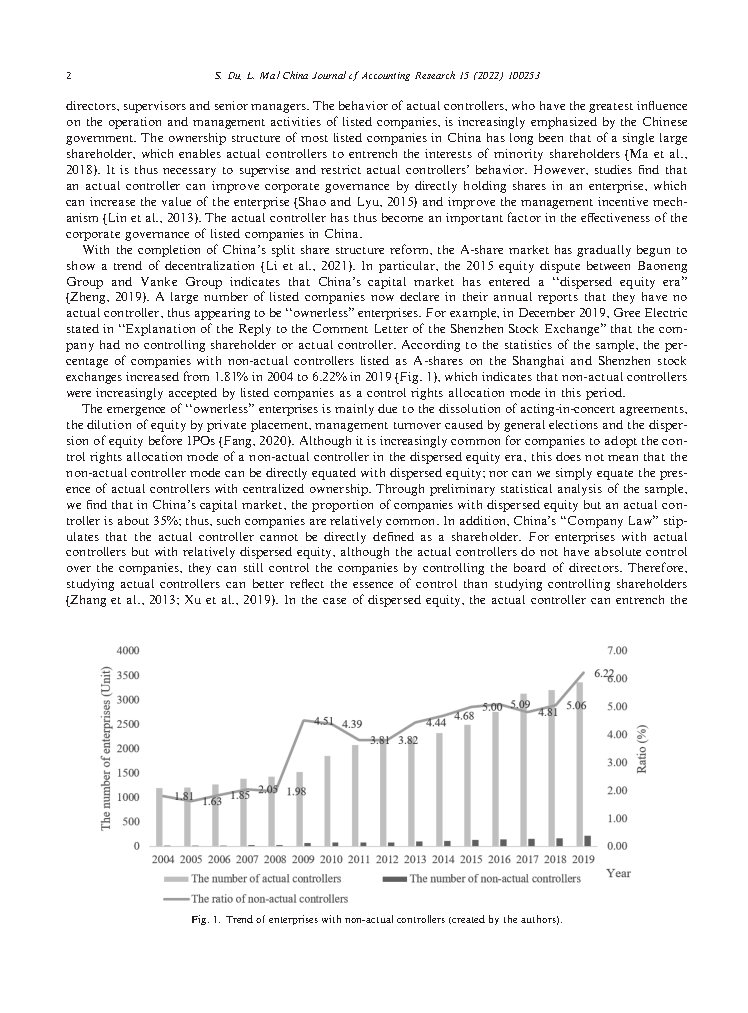 2
S. Du, L. Ma / China Journal of Accounting Research 15 (2022) 100253
directors, supervisors and senior managers. The behavior of actual controllers, who have the greatest influence
on the operation and management activities of listed companies, is increasingly emphasized by the Chinese
government. The ownership structure of most listed companies in China has long been that of a single large
shareholder, which enables actual controllers to entrench the interests of minority shareholders (Ma et al.,
2018). It is thus necessary to supervise and restrict actual controllers' behavior. However, studies find that
an actual controller can improve corporate governance by directly holding shares in an enterprise, which
can increase the value of the enterprise (Shao and Lyu, 2015) and improve the management incentive mech-
anism (Lin et al., 2013). The actual controller has thus become an important factor in the effectiveness of the
corporate governance of listed companies in China.
With the completion of China's split share structure reform, the A-share market has gradually begun to
show a trend of decentralization (Li et al., 2021). In particular, the 2015 equity dispute between Baoneng
Group and Vanke Group indicates that China's capital market has entered a "dispersed equity era"
(Zheng, 2019). A large number of listed companies now declare in their annual reports that they have no
actual controller, thus appearing to be "ownerless" enterprises. For example, in December 2019, Gree Electric
stated in "Explanation of the Reply to the Comment Letter of the Shenzhen Stock Exchange" that the com-
pany had no controlling shareholder or actual controller. According to the statistics of the sample, the per-
centage of companies with non-actual controllers listed as A-shares on the Shanghai and Shenzhen stock
exchanges increased from 1.81% in 2004 to 6.22% in 2019 (Fig. 1), which indicates that non-actual controllers
were increasingly accepted by listed companies as a control rights allocation mode in this period.
The emergence of "ownerless" enterprises is mainly due to the dissolution of acting-in-concert agreements,
the dilution of equity by private placement, management turnover caused by general elections and the disper-
sion of equity before IPOs (Fang, 2020). Although it is increasingly common for companies to adopt the con-
trol rights allocation mode of a non-actual controller in the dispersed equity era, this does not mean that the
non-actual controller mode can be directly equated with dispersed equity; nor can we simply equate the pres-
ence of actual controllers with centralized ownership. Through preliminary statistical analysis of the sample,
we find that in China's capital market, the proportion of companies with dispersed equity but an actual con-
troller is about 35%; thus, such companies are relatively common. In addition, China's "Company Law" stip-
ulates that the actual controller cannot be directly defined as a shareholder. For enterprises with actual
controllers but with relatively dispersed equity, although the actual controllers do not have absolute control
over the companies, they can still control the companies by controlling the board of directors. Therefore,
studying actual controllers can better reflect the essence of control than studying controlling shareholders
(Zhang et al., 2013; Xu et al., 2019). In the case of dispersed equity, the actual controller can entrench the
The number of enterprises (Unit)
4000
3500
3000
2500
2000
1500
1000
500
0
1.81 1.63 1.85 2.05 1.98 4.51 4.39 3.81 3.82 4.44 4.68 5.00 5.09 4.81 5.06 6.22
7.00
6.00
5.00
4.00
3.00
2.00
1.00
0.00
Ratio (%)
2004 2005 2006 2007 2008 2009 2010 2011 2012 2013 2014 2015 2016 2017 2018 2019
Year
The number of actual controllers
The number of non-actual controllers
The ratio of non-actual controllers
Fig. 1. Trend of enterprises with non-actual controllers (created by the authors).